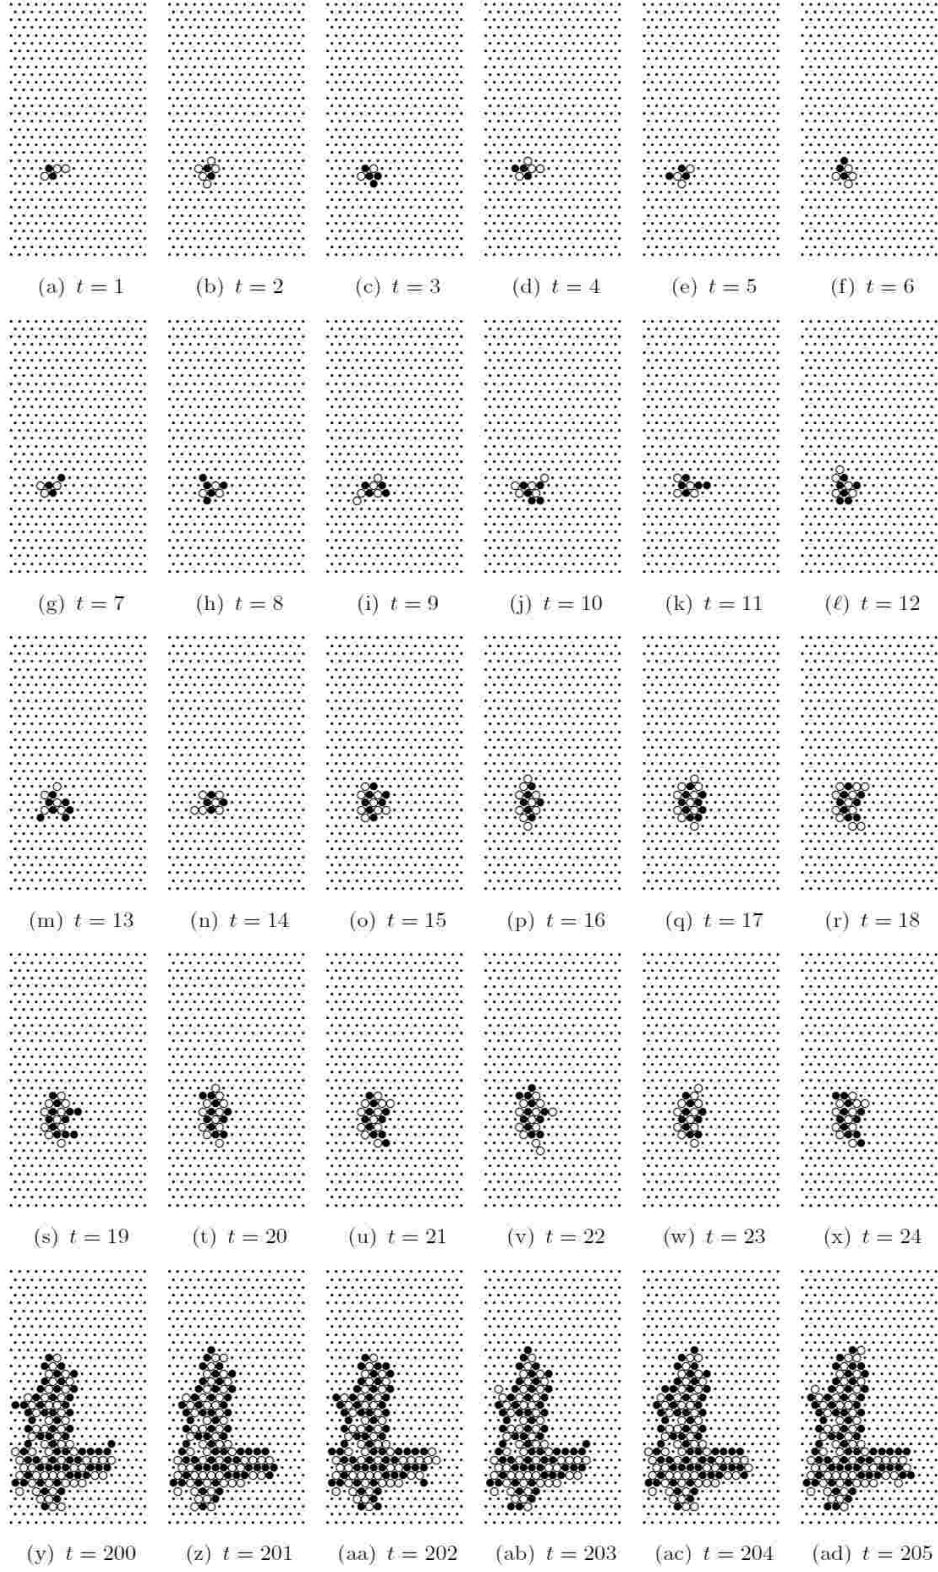 (a) t = 1 (b) t = 2 (c) t = 3 (d) t = 4 (e) t = 5 (f) t = 6
(g) t = 7 (h) t = 8 (i) t = 9 (j) t = 10 (k) t = 11 (ℓ) t = 12
(m) t = 13 (n) t = 14 (o) t = 15 (p) t = 16 (q) t = 17 (r) t = 18
(s) t = 19 (t) t = 20 (u) t = 21 (v) t = 22 (w) t = 23 (x) t = 24
(y) t = 200 (z) t = 201 (aa) t = 202 (ab) t = 203 (ac) t = 204 (ad) t = 205